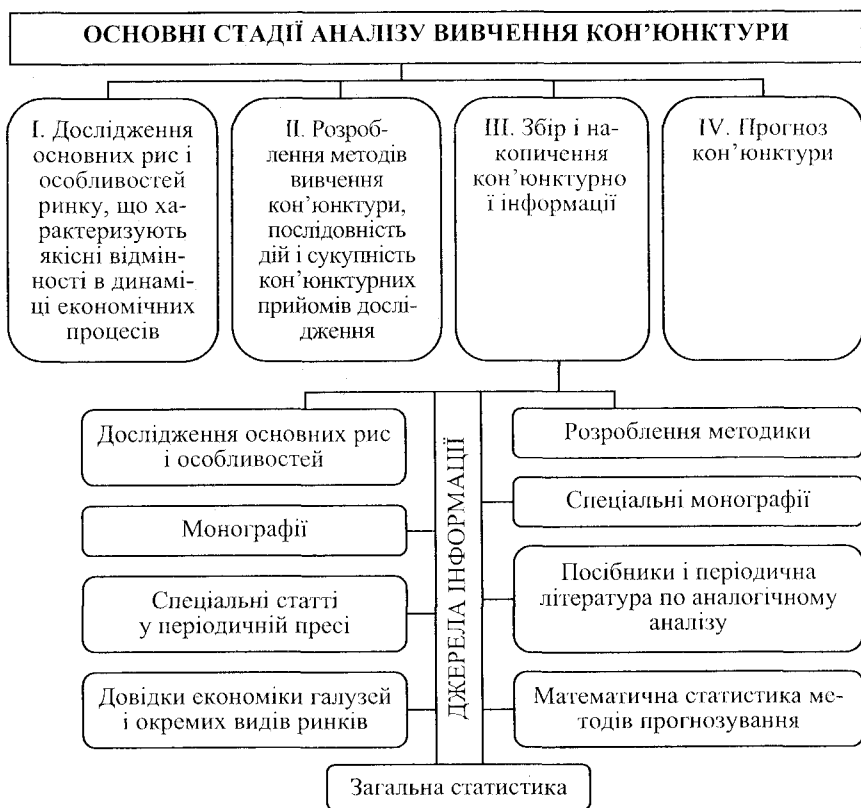 ОСНОВНІ СТАДІЇ АНАЛІЗУ ВИВЧЕННЯ КОН’ЮНКТУРИ
І. Дослідження
основних рис і
особливостей
ринку, що ха-
рактеризують
якісні відмін-
ності в динамі-
ці економічних
процесів
ІІ. Розроб-
лення методів
вивчення
кон’юнктури,
послідовність
дій і сукупність
кон’юнктурних
прийомів дослі-
дження
ІІІ. Збір і на-
копичення
кон’юнктурно
ї інформації
IV. Прогноз
кон’юнктури
Дослідження основних рис
і особливостей
Монографії
Спеціальні статті
у періодичній пресі
Довідки економіки галузей
і окремих видів ринків
ДЖЕРЕЛА ІНФОРМАЦІЇ
Розроблення методики
Спеціальні монографії
Посібники і періодична
література по аналогічному
аналізу
Математична статистика ме-
тодів прогнозування
Загальна статистика